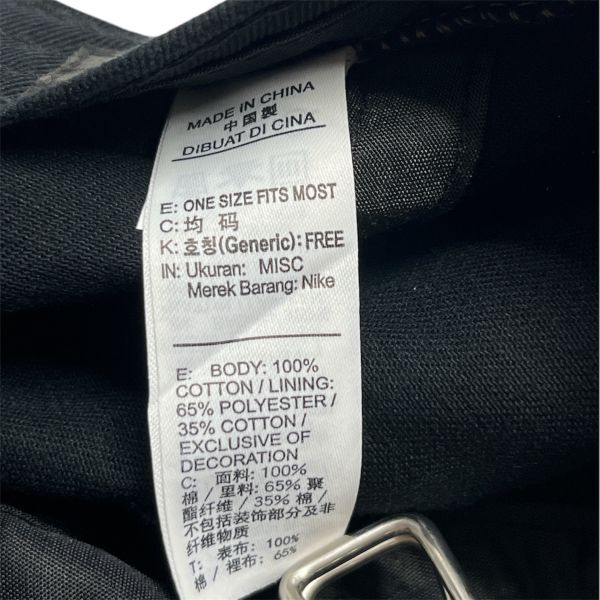 MADE IN CHINA
中国製
DIBUAT DI CINA
E: ONE SIZE FITS MOST
C: 均 码
K: 호칭(Generic): FREE
IN: Ukuran: MISC
Merek Barang: Nike
E: BODY: 100%
COTTON / LINING:
65% POLYESTER /
35% COTTON /
EXCLUSIVE OF
DECORATION
C: 面料: 100%
棉 / 里料: 65% 聚
酯纤维 / 35% 棉 /
不包括装饰部分及非
纤维物质
T: 表布: 100%
棉 / 裡布: 65%